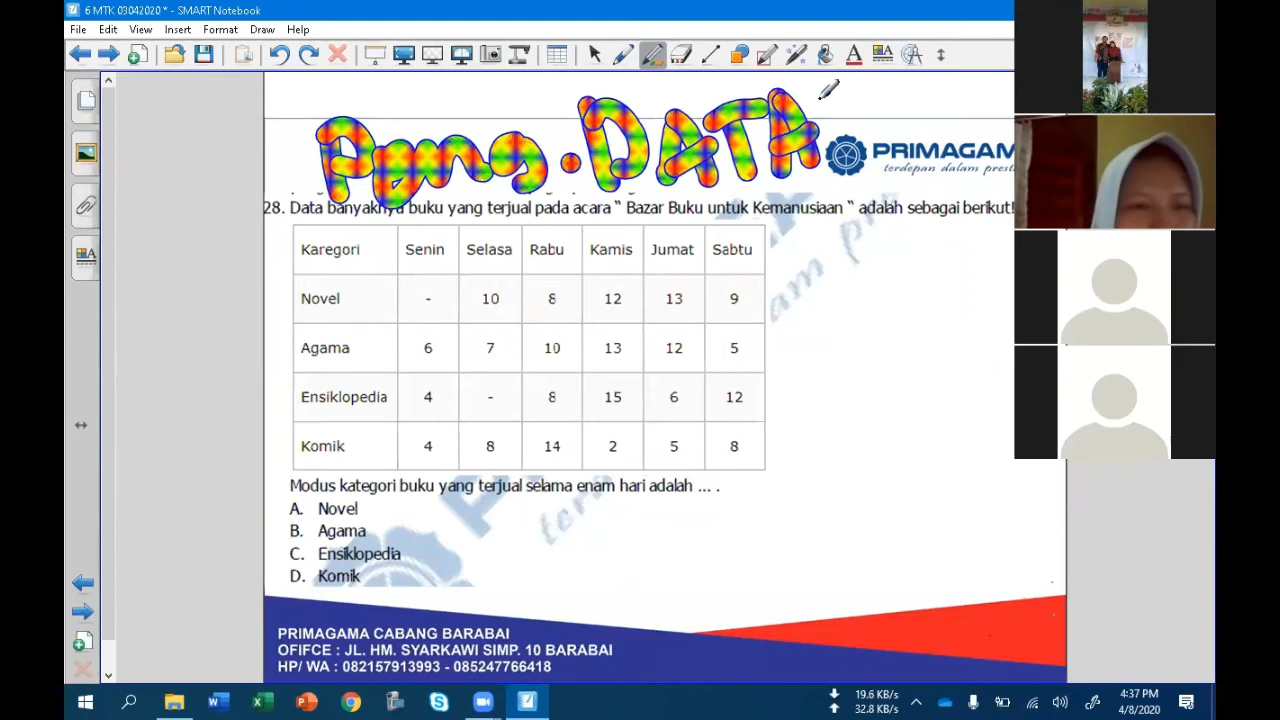 6 MTK 03042020 * - SMART Notebook
File Edit View Insert Format Draw Help
Peng. DATA
PRIMAGAM
terdepan dalam prest
28. Data banyaknya buku yang terjual pada acara “ Bazar Buku untuk Kemanusiaan “ adalah sebagai berikut!
Karegori Senin Selasa Rabu Kamis Jumat Sabtu
Novel - 10 8 12 13 9
Agama 6 7 10 13 12 5
Ensiklopedia 4 - 8 15 6 12
Komik 4 8 14 2 5 8
Modus kategori buku yang terjual selama enam hari adalah ... .
A. Novel
B. Agama
C. Ensiklopedia
D. Komik
PRIMAGAMA CABANG BARABAI
OFIFCE : JL. HM. SYARKAWI SIMP. 10 BARABAI
HP/ WA : 082157913993 - 085247766418
19.6 KB/s
32.8 KB/s
4:37 PM
4/8/2020